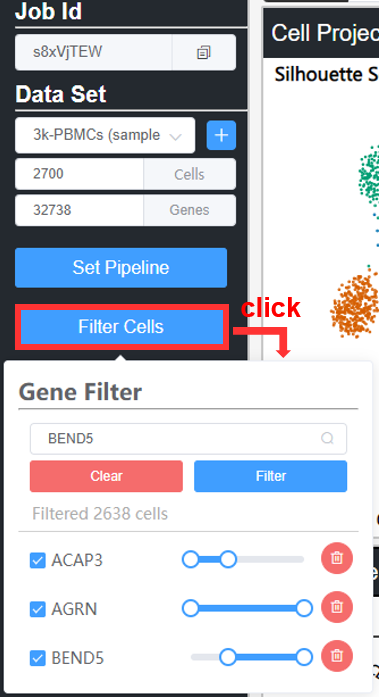 Job Id
s8xVjTEW
Data Set
3k-PBMCs (sample
2700 Cells
32738 Genes
Set Pipeline
Filter Cells
click
Gene Filter
BEND5
Clear Filter
Filtered 2638 cells
ACAP3
AGRN
BEND5
Cell Projec
Silhouette S